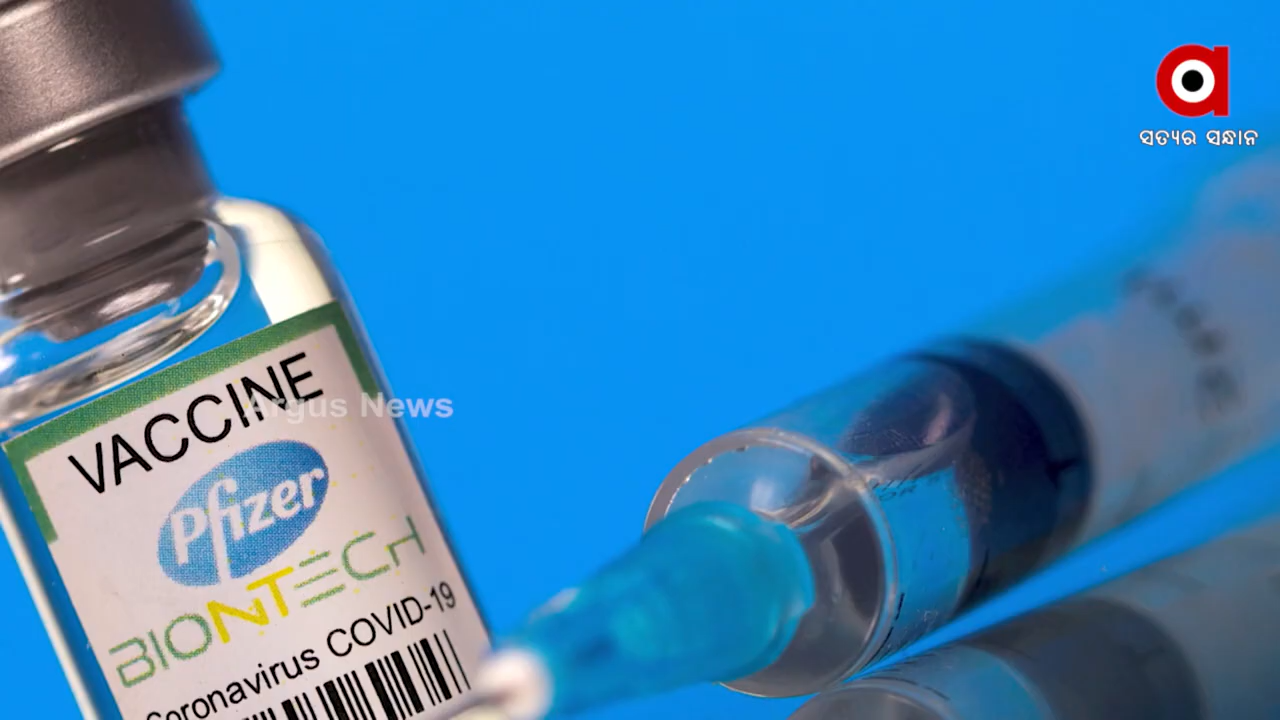 ସତ୍ୟର ସନ୍ଧାନ
Argus News
VACCINE
Pfizer
BIONTECH
Coronavirus COVID-19